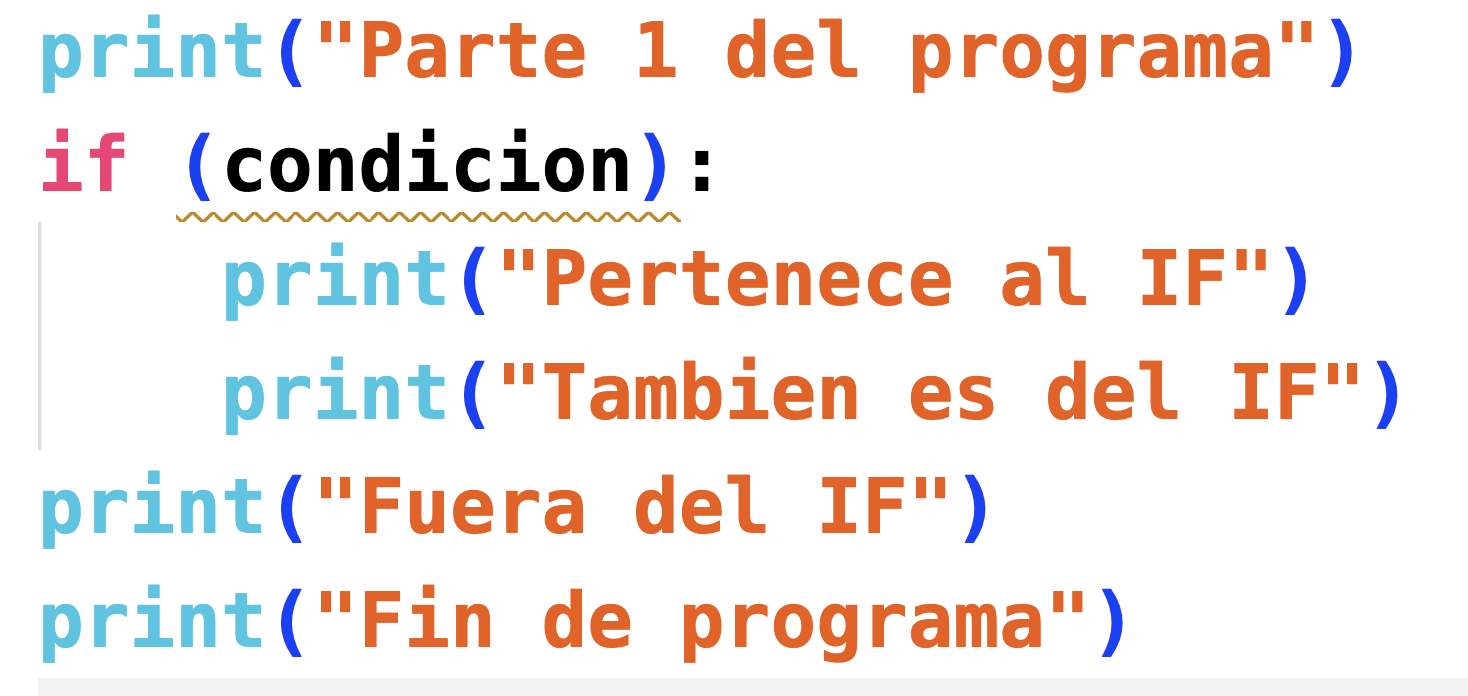 print("Parte 1 del programa")
if (condicion):
    print("Pertenece al IF")
    print("Tambien es del IF")
print("Fuera del IF")
print("Fin de programa")